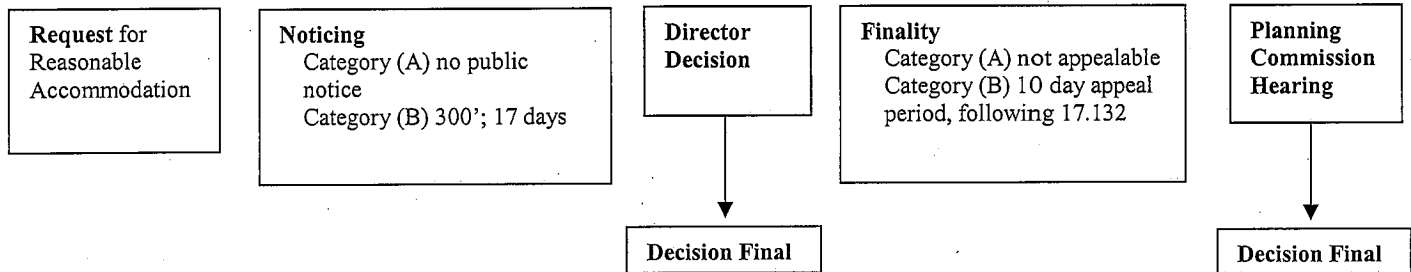 Request for
Reasonable
Accommodation
Noticing
Category (A) no public
notice
Category (B) 300’; 17 days
Director
Decision
Finality
Category (A) not appealable
Category (B) 10 day appeal
period, following 17.132
Planning
Commission
Hearing
Decision Final
Decision Final